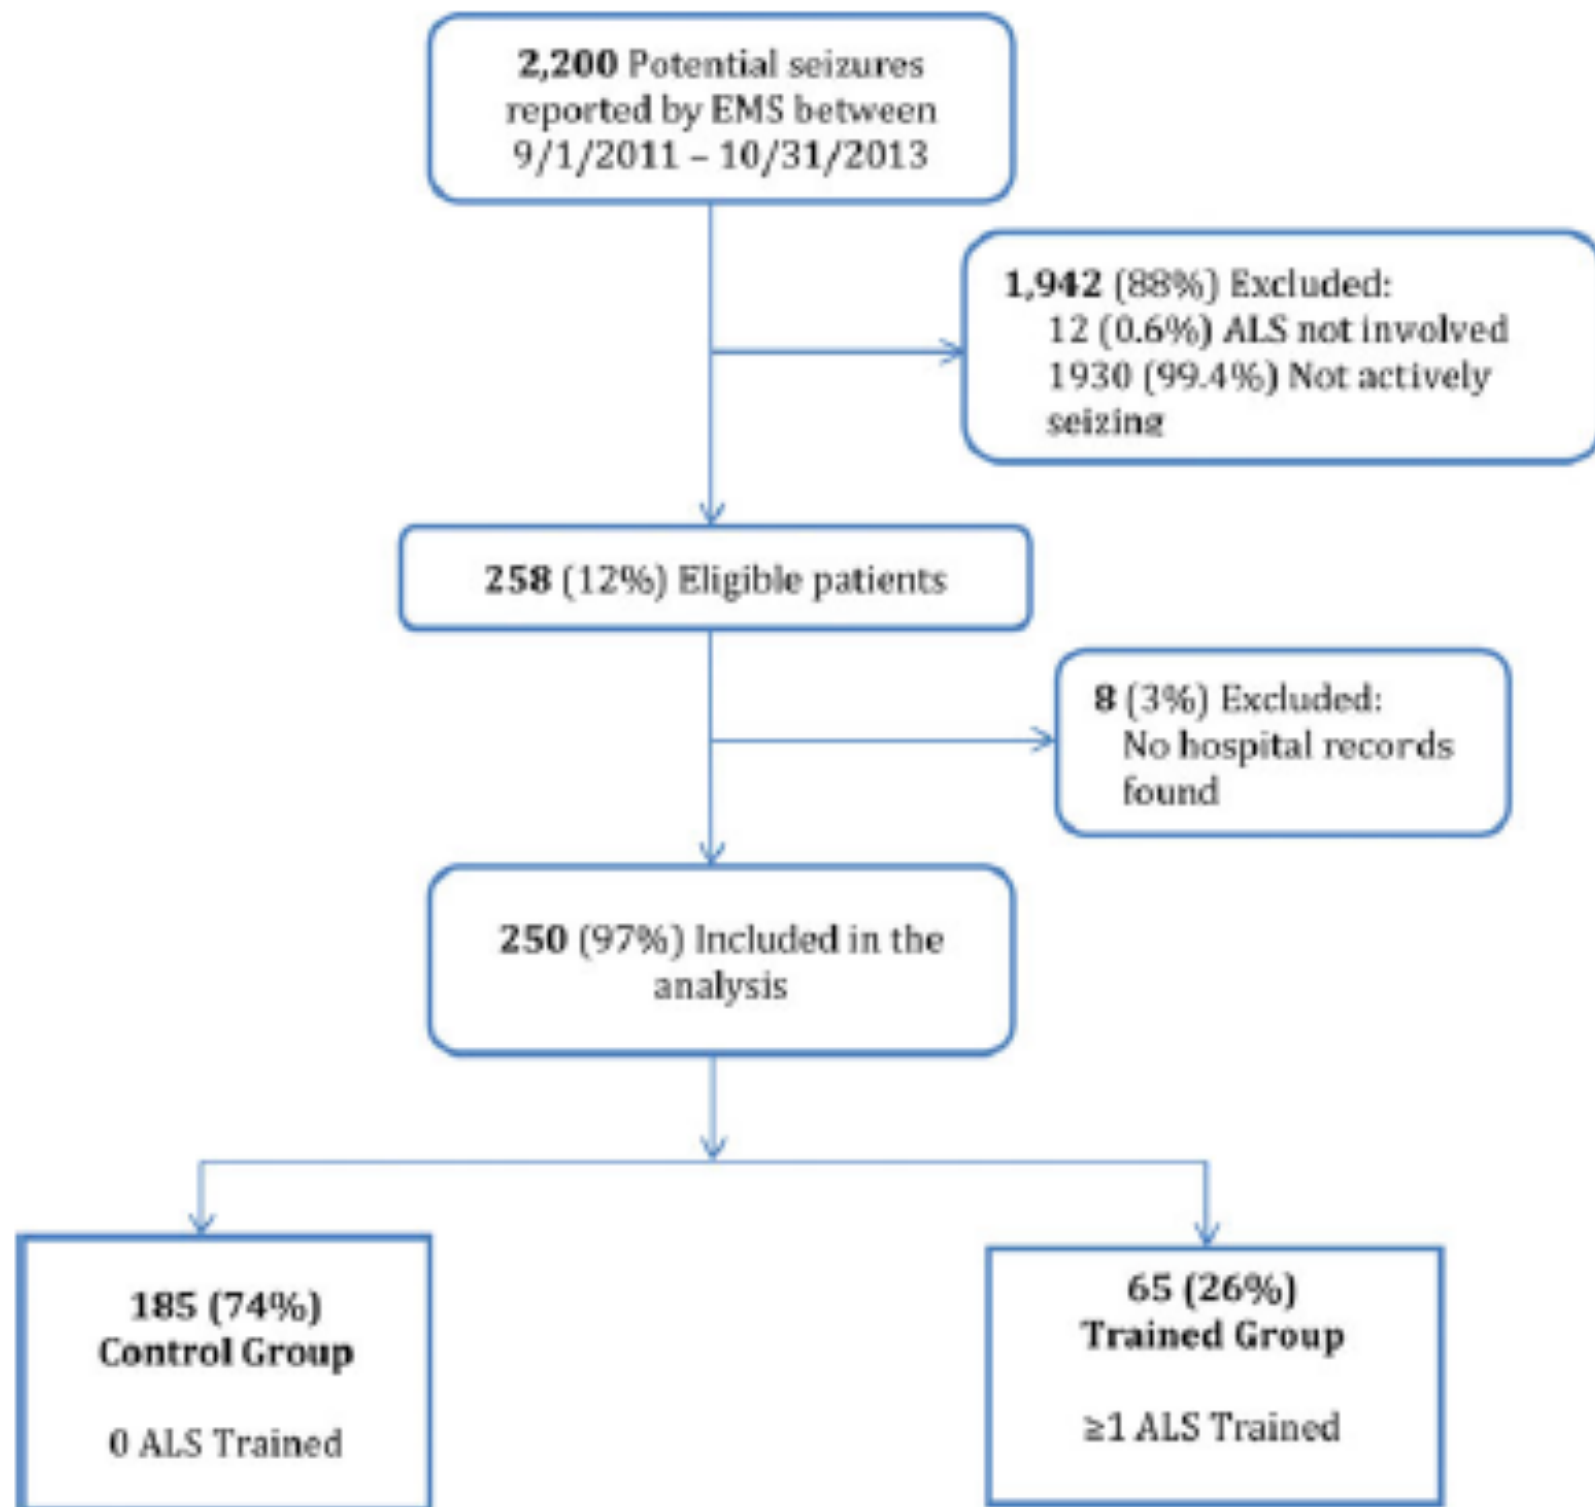 2,200 Potential seizures
reported by EMS between
9/1/2011 – 10/31/2013
1,942 (88%) Excluded:
12 (0.6%) ALS not involved
1930 (99.4%) Not actively
seizing
258 (12%) Eligible patients
8 (3%) Excluded:
No hospital records
found
250 (97%) Included in the
analysis
185 (74%)
Control Group
0 ALS Trained
65 (26%)
Trained Group
≥1 ALS Trained